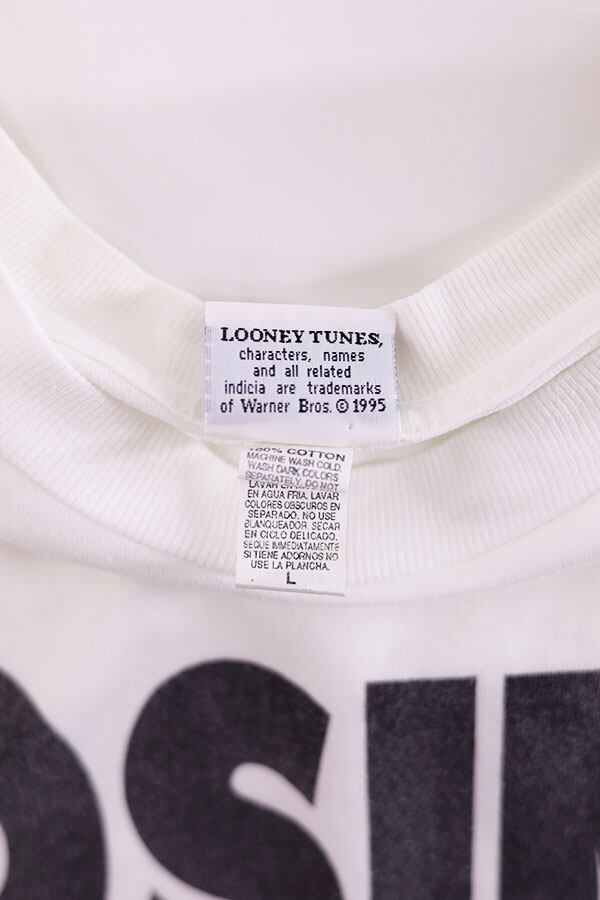 LOONEY TUNES,
characters, names
and all related
indicia are trademarks
of Warner Bros. © 1995
100% COTTON
MACHINE WASH COLD.
WASH DARK COLORS
SEPARATELY. DO NOT
LAVAR EN
EN AGUA FRIA. LAVAR
COLORES OBSCUROS EN
SEPARADO. NO USE
BLANQUEADOR. SECAR
EN CICLO DELICADO.
SEQUE IMMEDIATAMENTE
SI TIENE ADORNOS NO
USE LA PLANCHA.
L